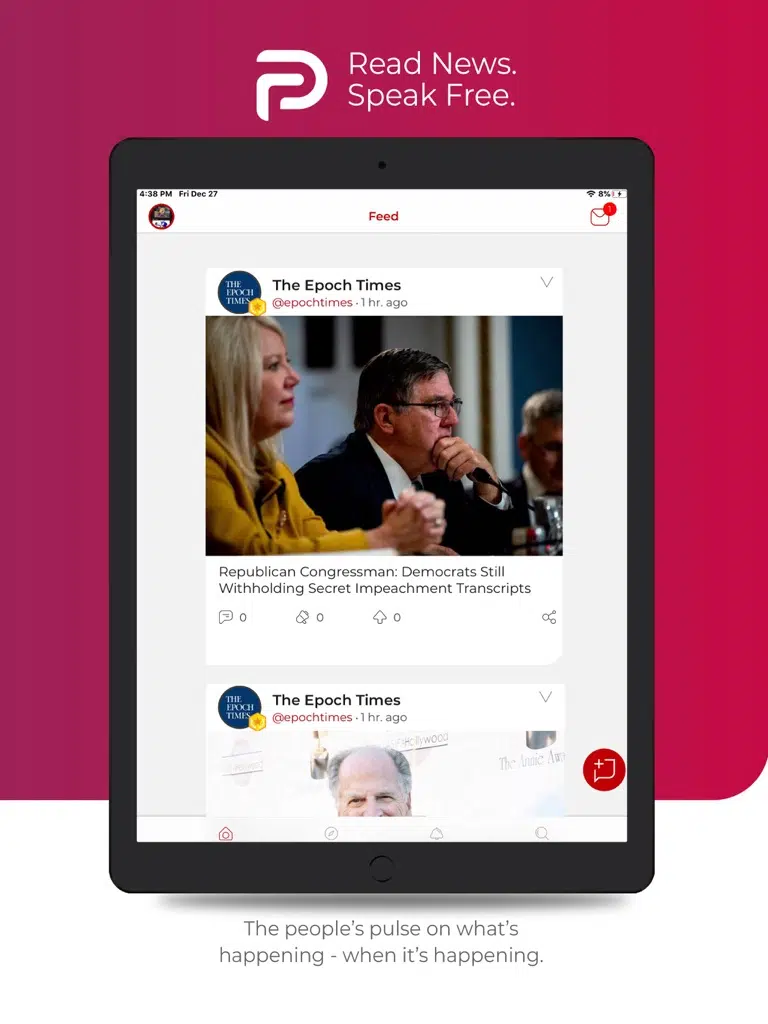 Read News.
Speak Free.
4:38 PM Fri Dec 27
8%
Feed
1
THE
EPOCH
TIMES
The Epoch Times
@epochtimes · 1 hr. ago
Republican Congressman: Democrats Still
Withholding Secret Impeachment Transcripts
0
0
0
THE
EPOCH
TIMES
The Epoch Times
@epochtimes · 1 hr. ago
Hollywood
The Annie Aw
The people’s pulse on what’s
happening - when it’s happening.